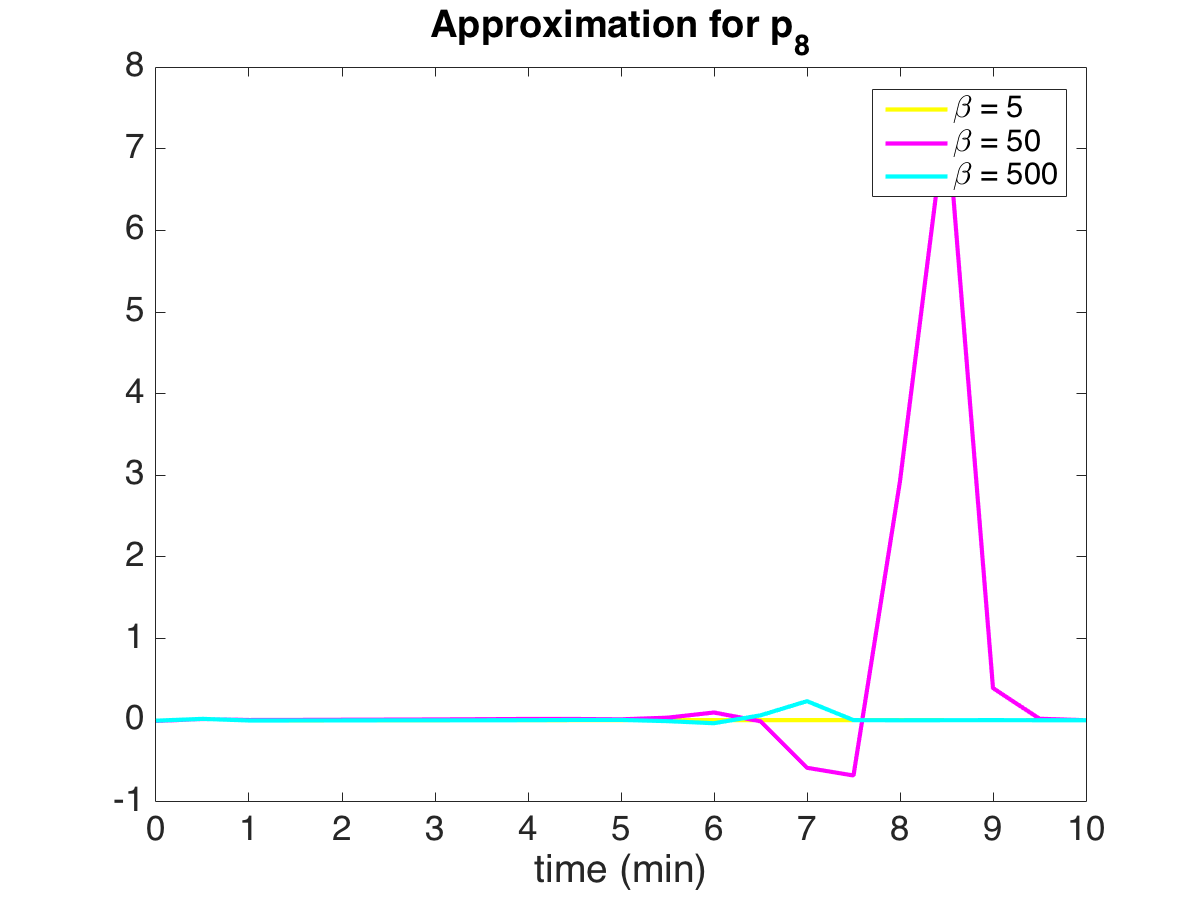 Approximation for p8
β = 5
β = 50
β = 500
8
7
6
5
4
3
2
1
0
-1
0 1 2 3 4 5 6 7 8 9 10
time (min)